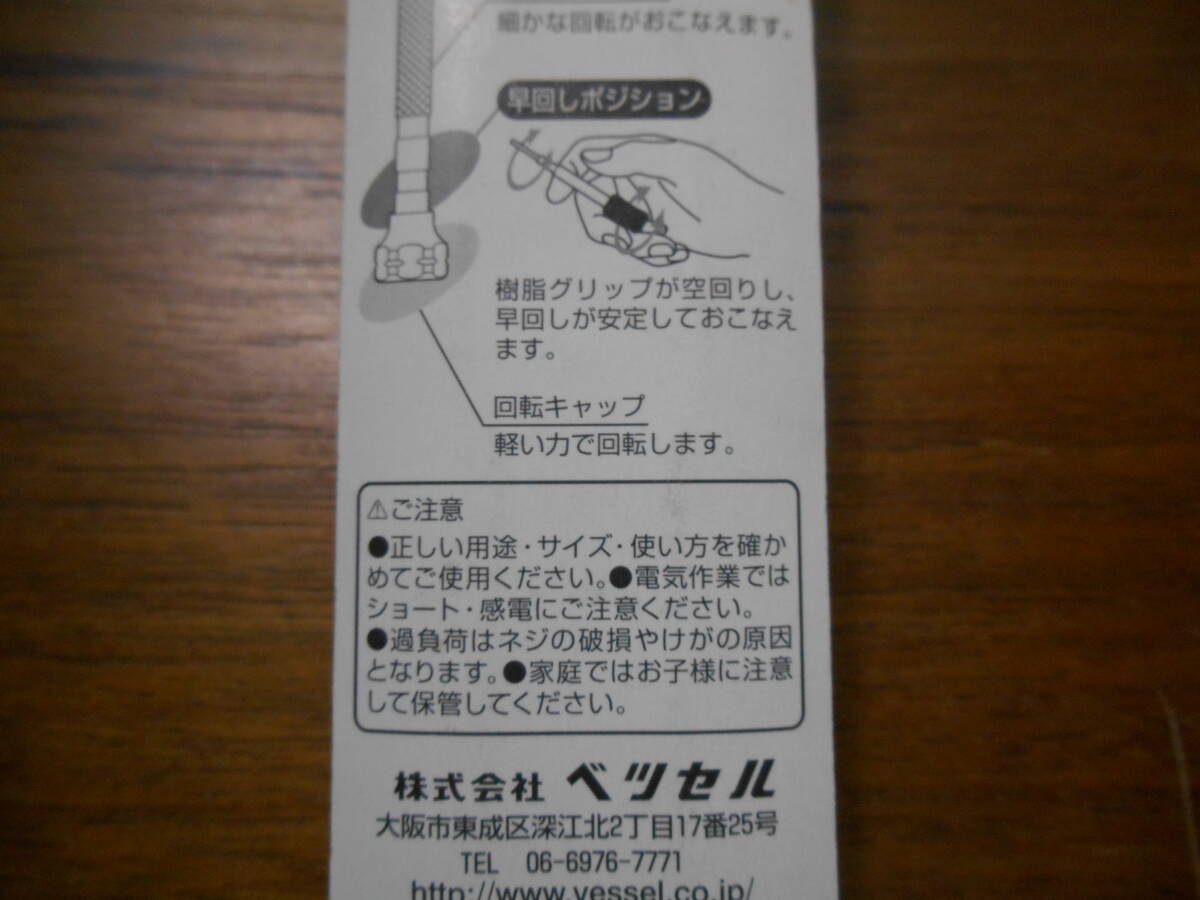 細かな回転がおこなえます。
早回しポジション
樹脂グリップが空回りし、
早回しが安定しておこなえ
ます。
回転キャップ
軽い力で回転します。
⚠ご注意
●正しい用途・サイズ・使い方を確か
めてご使用ください。●電気作業では
ショート・感電にご注意ください。
●過負荷はネジの破損やけがの原因
となります。●家庭ではお子様に注意
して保管してください。
株式会社 ベッセル
大阪市東成区深江北2丁目17番25号
TEL 06-6976-7771
http://www.vessel.co.jp/